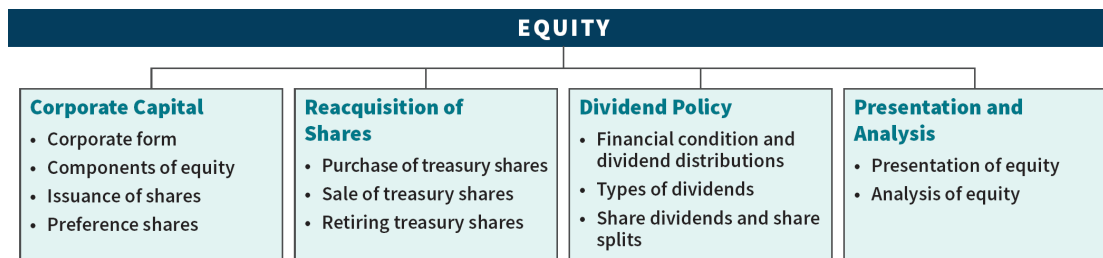 EQUITY
Corporate Capital
• Corporate form
• Components of equity
• Issuance of shares
• Preference shares
Reacquisition of
Shares
• Purchase of treasury shares
• Sale of treasury shares
• Retiring treasury shares
Dividend Policy
• Financial condition and
dividend distributions
• Types of dividends
• Share dividends and share
splits
Presentation and
Analysis
• Presentation of equity
• Analysis of equity